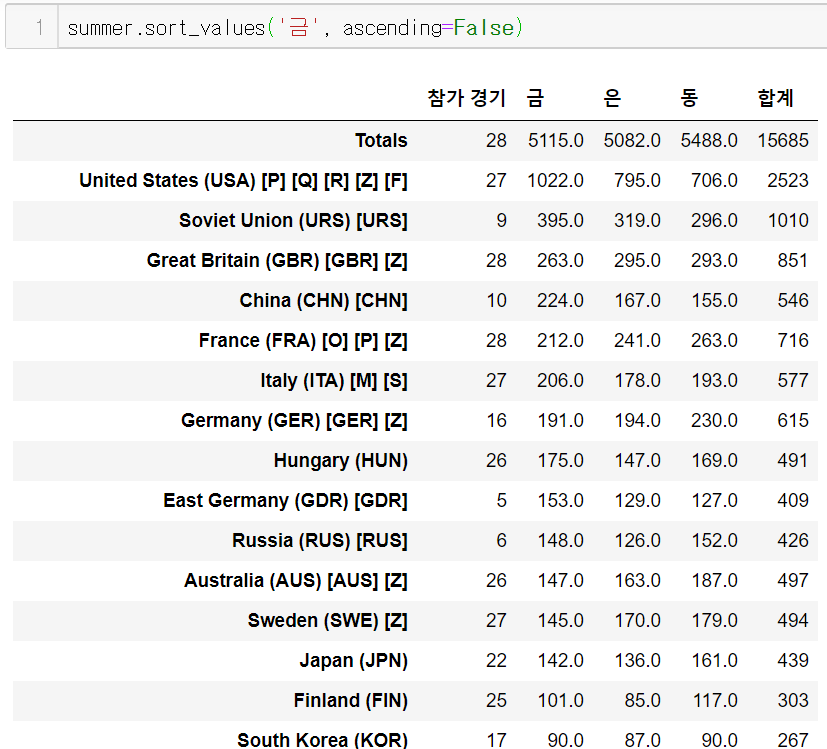 1 summer.sort_values('금', ascending=False)
참가 경기 금 은 동 합계
Totals 28 5115.0 5082.0 5488.0 15685
United States (USA) [P] [Q] [R] [Z] [F] 27 1022.0 795.0 706.0 2523
Soviet Union (URS) [URS] 9 395.0 319.0 296.0 1010
Great Britain (GBR) [GBR] [Z] 28 263.0 295.0 293.0 851
China (CHN) [CHN] 10 224.0 167.0 155.0 546
France (FRA) [O] [P] [Z] 28 212.0 241.0 263.0 716
Italy (ITA) [M] [S] 27 206.0 178.0 193.0 577
Germany (GER) [GER] [Z] 16 191.0 194.0 230.0 615
Hungary (HUN) 26 175.0 147.0 169.0 491
East Germany (GDR) [GDR] 5 153.0 129.0 127.0 409
Russia (RUS) [RUS] 6 148.0 126.0 152.0 426
Australia (AUS) [AUS] [Z] 26 147.0 163.0 187.0 497
Sweden (SWE) [Z] 27 145.0 170.0 179.0 494
Japan (JPN) 22 142.0 136.0 161.0 439
Finland (FIN) 25 101.0 85.0 117.0 303
South Korea (KOR) 17 90.0 87.0 90.0 267